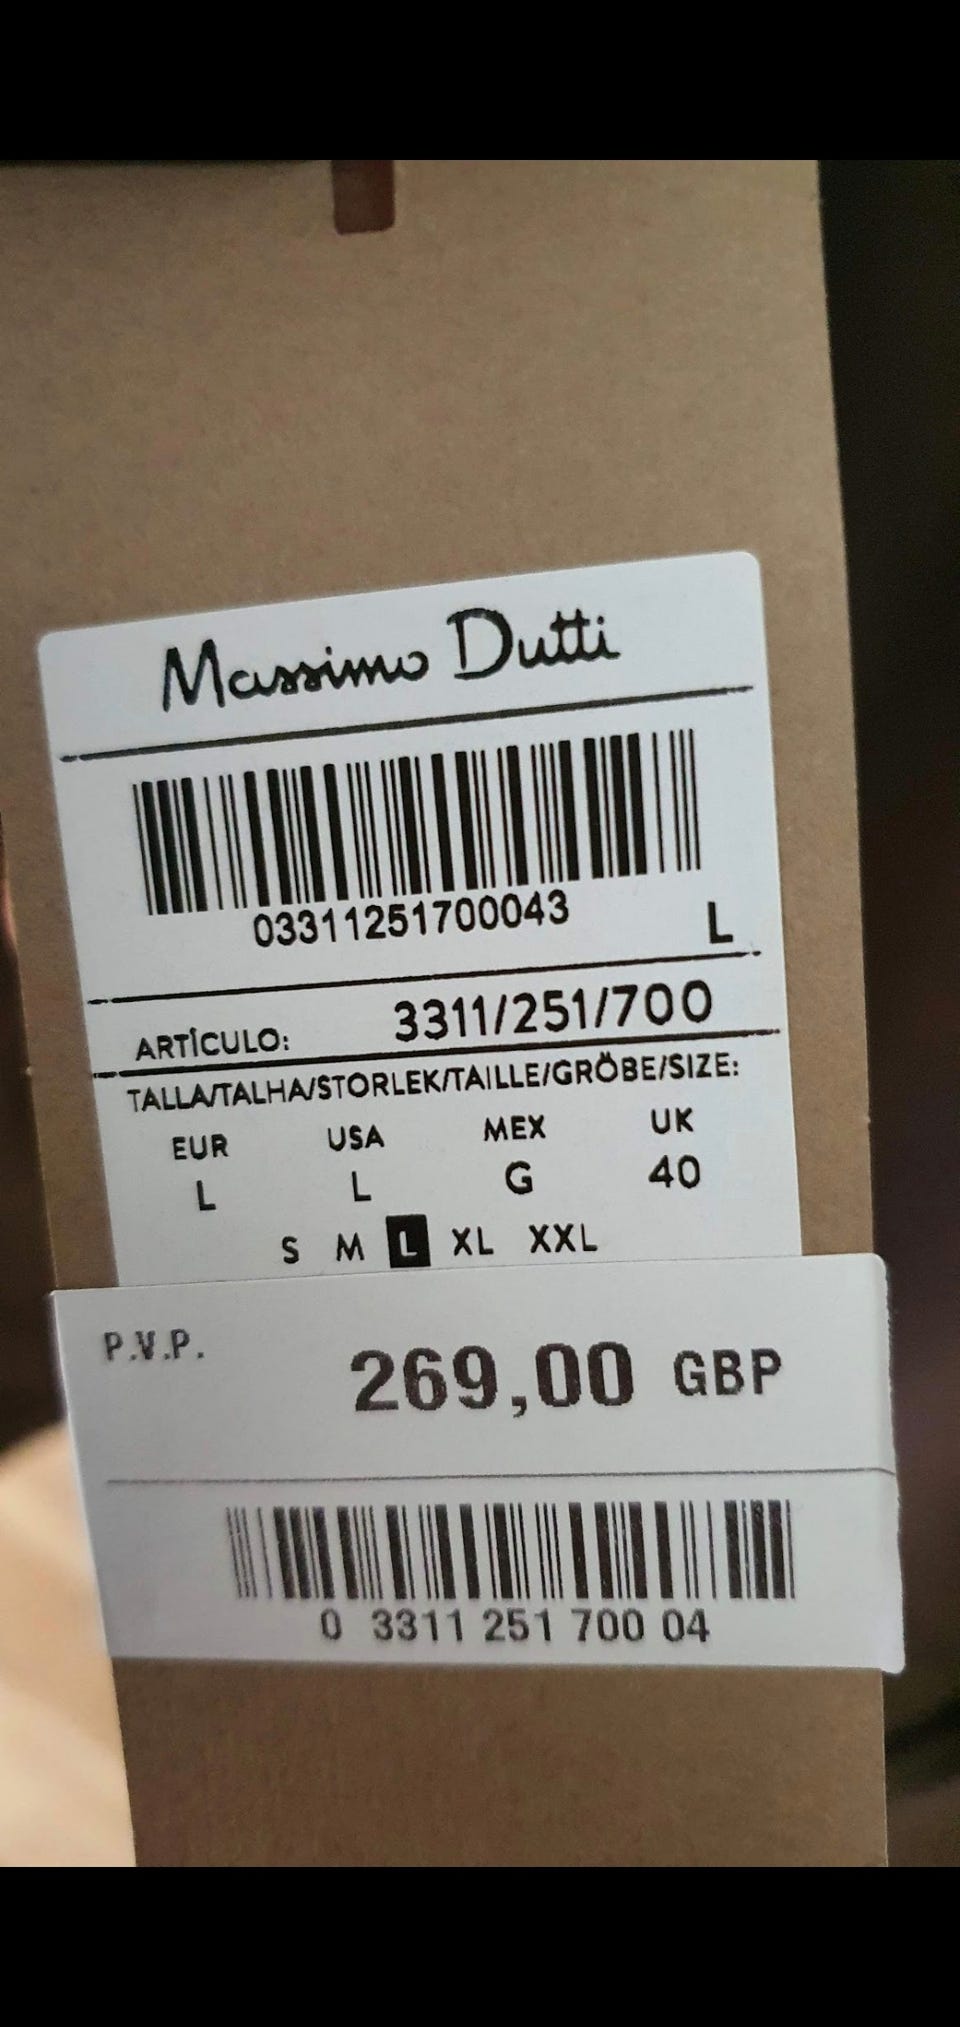 Massimo Dutti
03311251700043
L
ARTÍCULO: 3311/251/700
TALLA/TALHA/STORLEK/TAILLE/GRÖBE/SIZE:
EUR USA MEX UK
L L G 40
S M L XL XXL
P.V.P. 269,00 GBP
0 3311 251 700 04